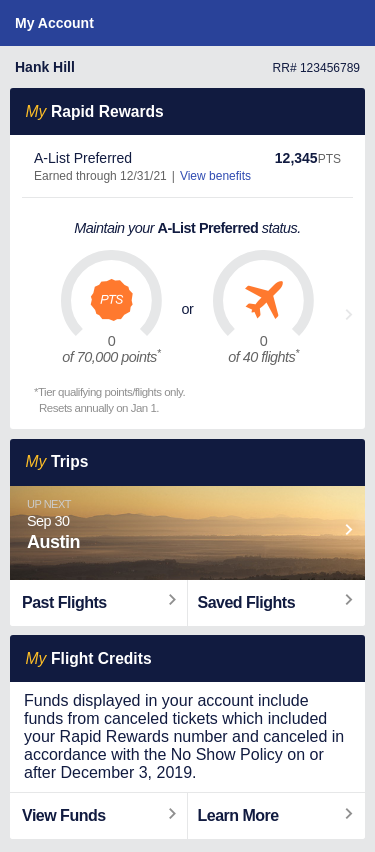 My Account
Hank Hill RR# 123456789
My Rapid Rewards
A-List Preferred 12,345PTS
Earned through 12/31/21 | View benefits
Maintain your A-List Preferred status.
PTS
or
0 0
of 70,000 points* of 40 flights*
*Tier qualifying points/flights only.
Resets annually on Jan 1.
My Trips
UP NEXT
Sep 30
Austin
Past Flights Saved Flights
My Flight Credits
Funds displayed in your account include
funds from canceled tickets which included
your Rapid Rewards number and canceled in
accordance with the No Show Policy on or
after December 3, 2019.
View Funds Learn More